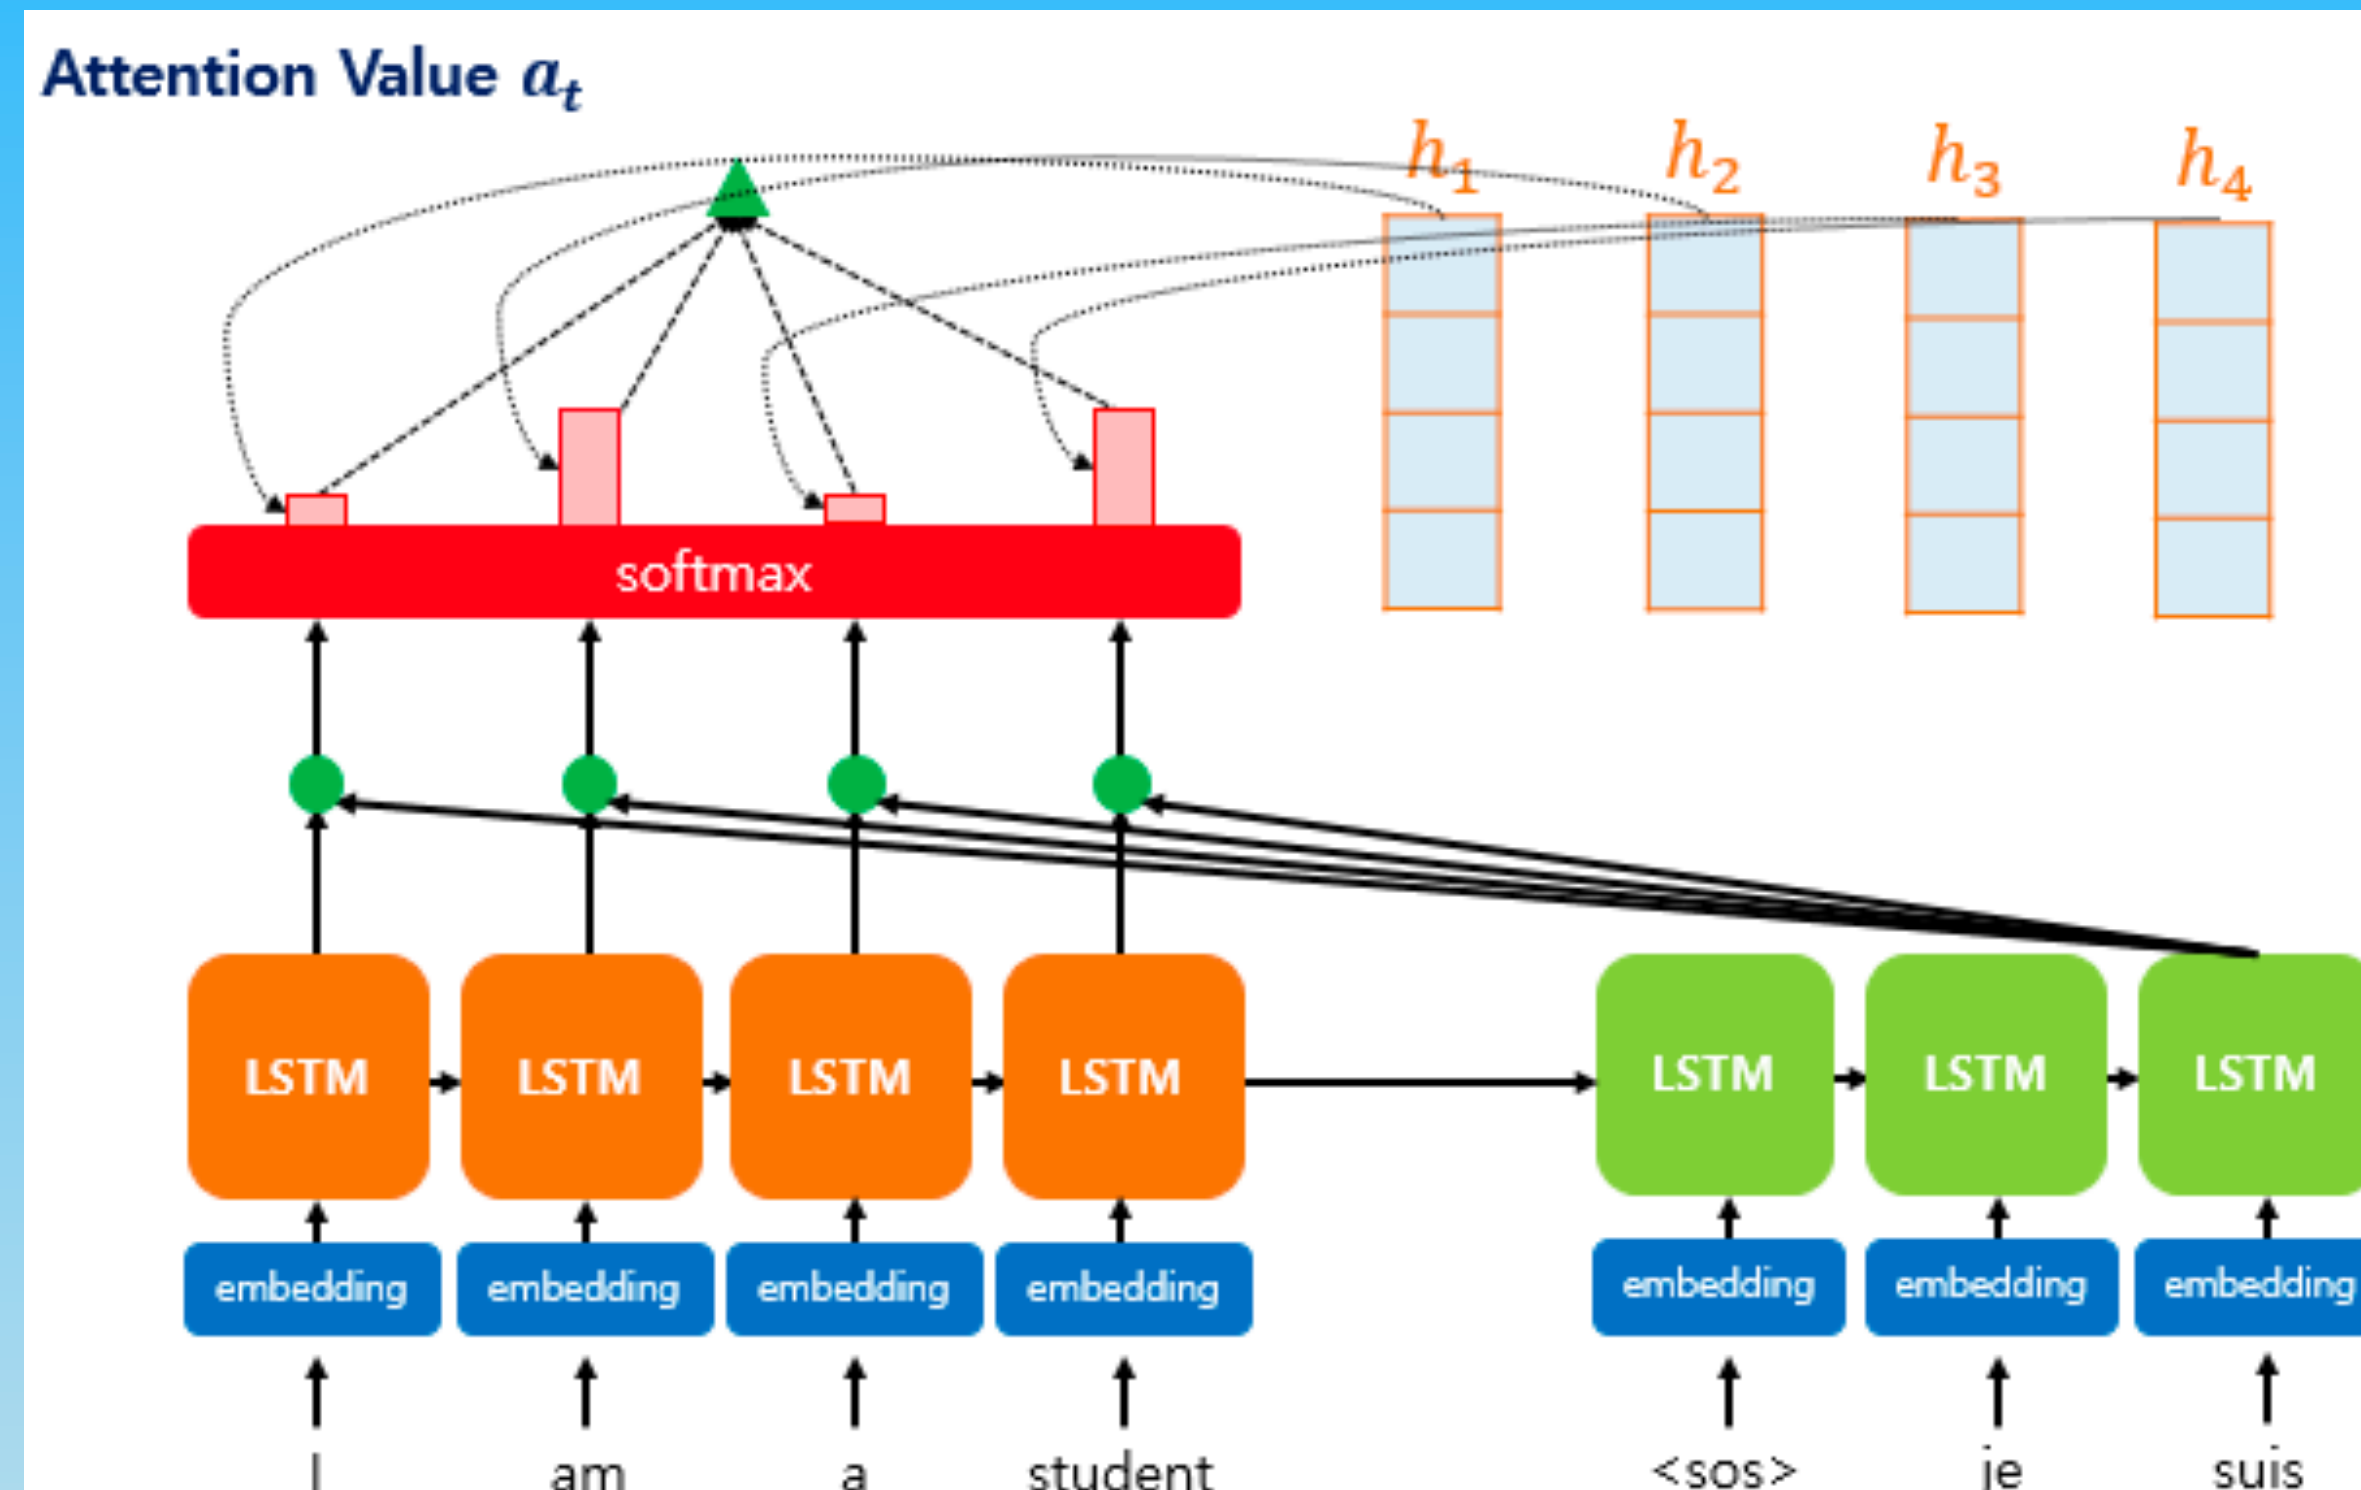 Attention Value a_t
h_1 h_2 h_3 h_4
softmax
LSTM LSTM LSTM LSTM LSTM LSTM LSTM
embedding embedding embedding embedding embedding embedding embedding
I am a student <sos> je suis